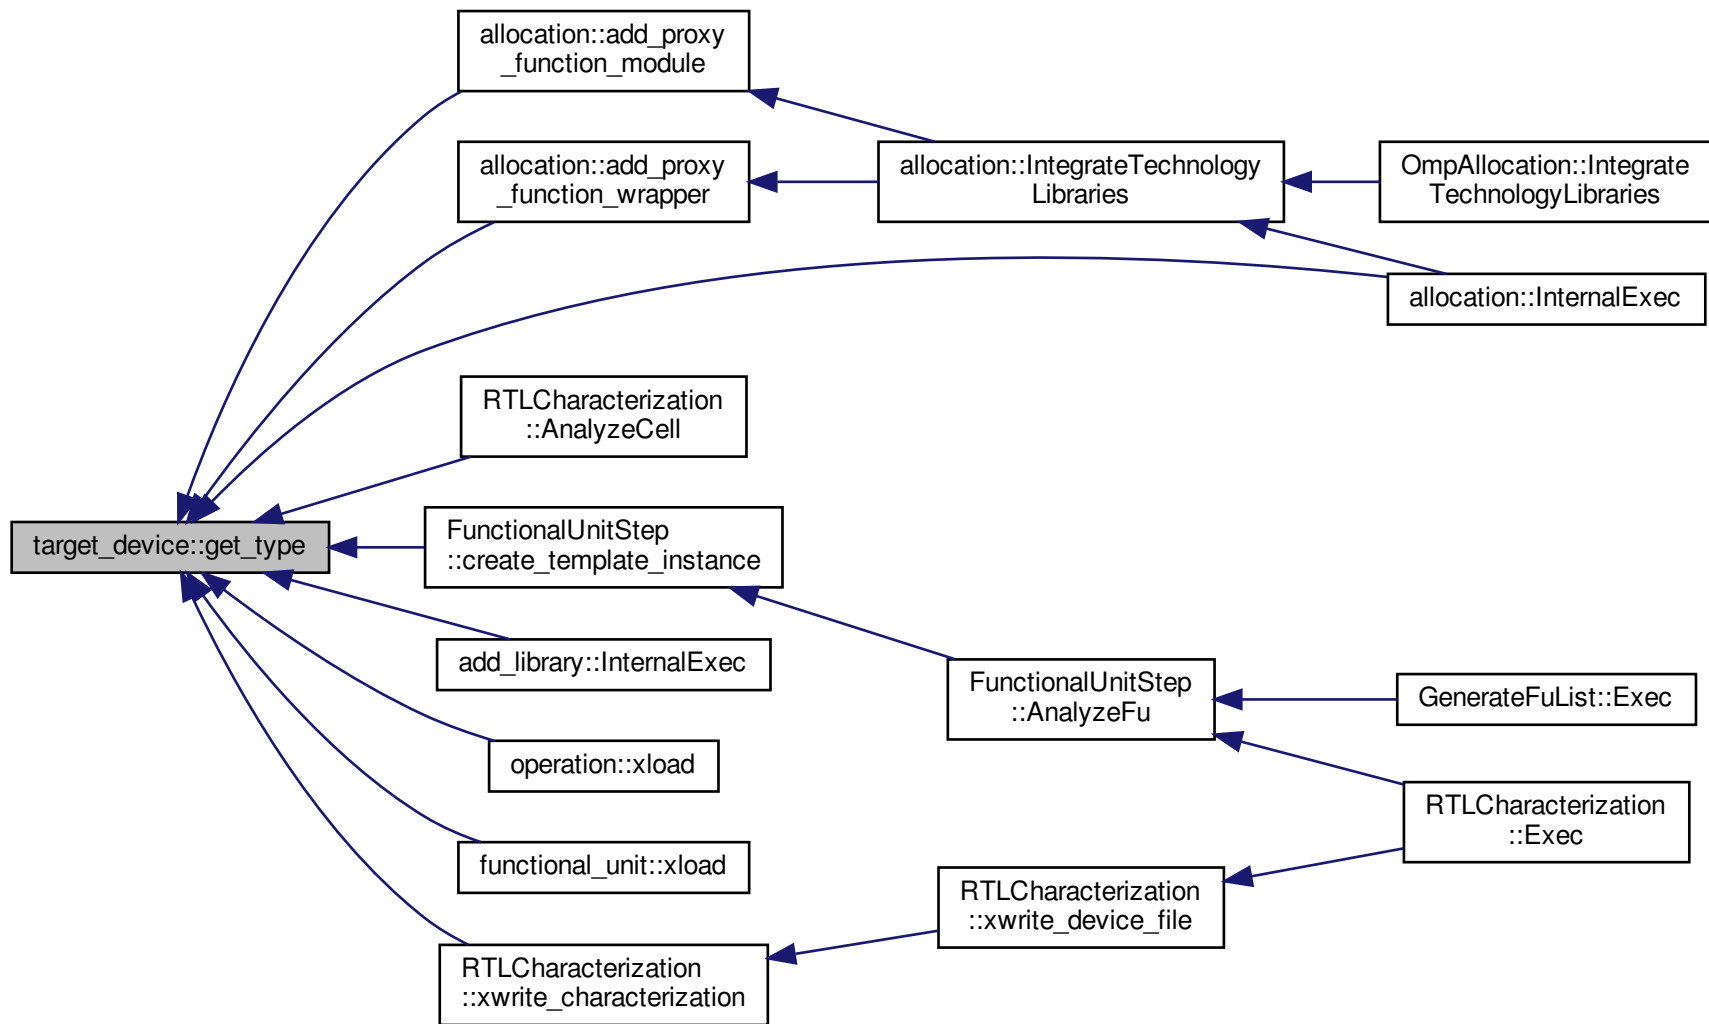 allocation::add_proxy
_function_module
allocation::add_proxy
_function_wrapper
allocation::IntegrateTechnology
Libraries
OmpAllocation::Integrate
TechnologyLibraries
allocation::InternalExec
RTLCharacterization
::AnalyzeCell
target_device::get_type
FunctionalUnitStep
::create_template_instance
add_library::InternalExec
FunctionalUnitStep
::AnalyzeFu
GenerateFuList::Exec
operation::xload
RTLCharacterization
::Exec
functional_unit::xload
RTLCharacterization
::xwrite_device_file
RTLCharacterization
::xwrite_characterization